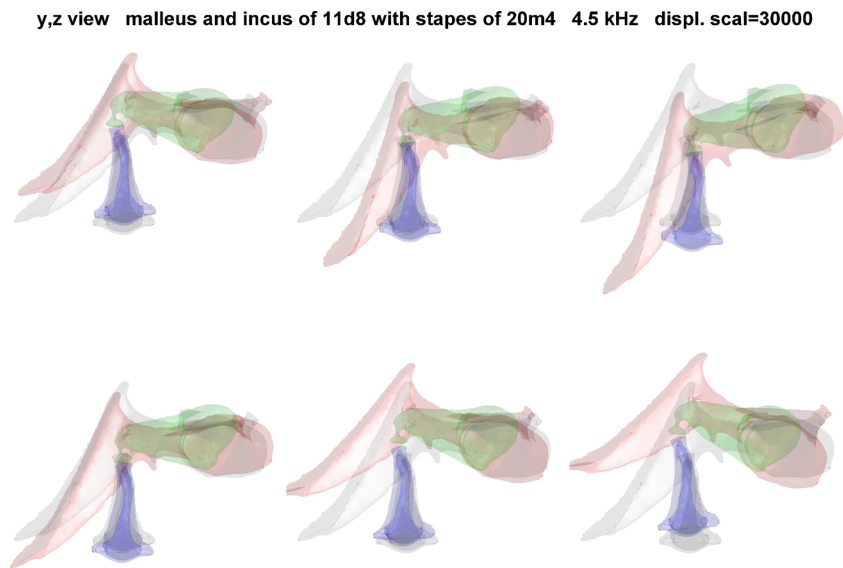 y,z view malleus and incus of 11d8 with stapes of 20m4 4.5 kHz displ. scal=30000